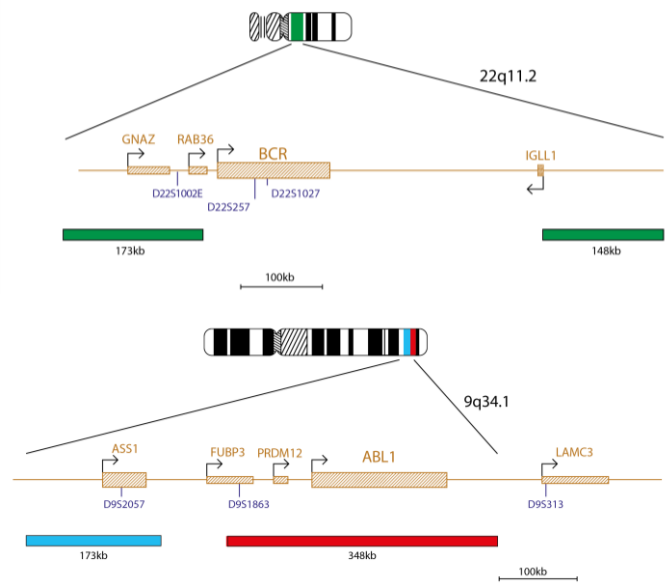 22q11.2
GNAZ RAB36 BCR IGLL1
D22S1002E D22S1027
D22S257
173kb 148kb
100kb
9q34.1
ASS1 FUBP3 PRDM12 ABL1 LAMC3
D9S2057 D9S1863 D9S313
173kb 348kb
100kb